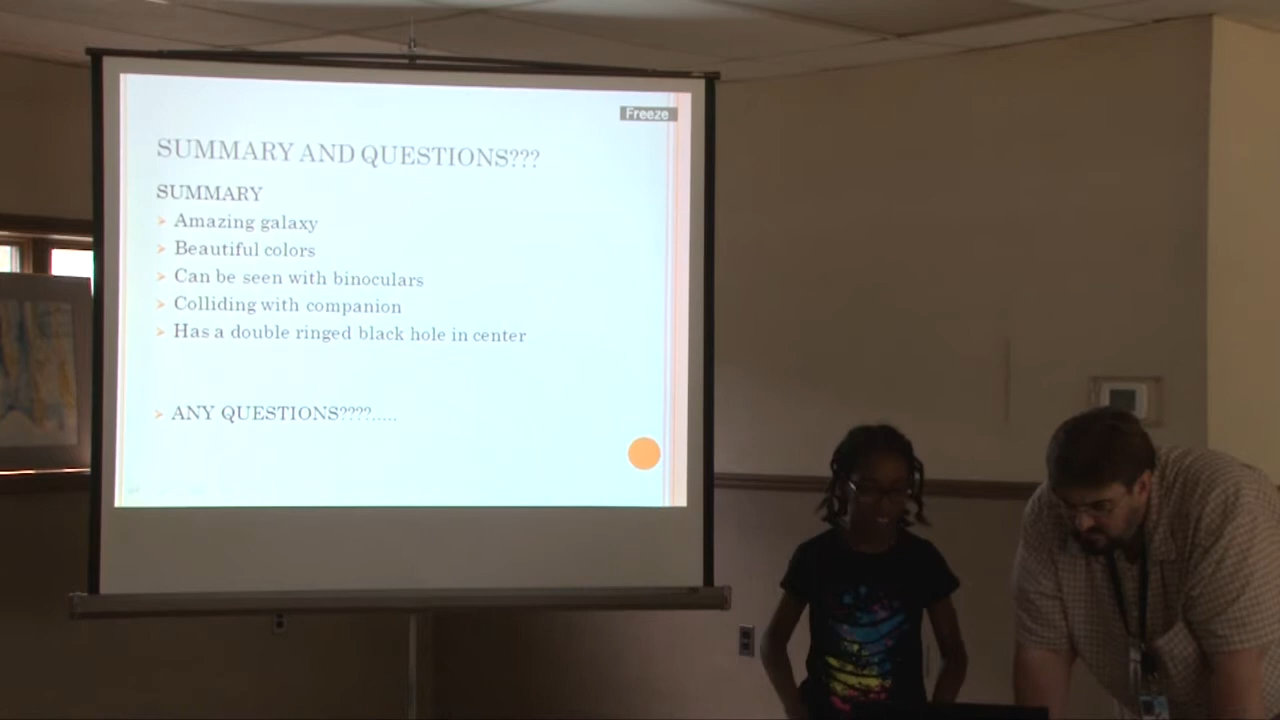 Freeze
SUMMARY AND QUESTIONS???
SUMMARY
Amazing galaxy
Beautiful colors
Can be seen with binoculars
Colliding with companion
Has a double ringed black hole in center
ANY QUESTIONS????.....